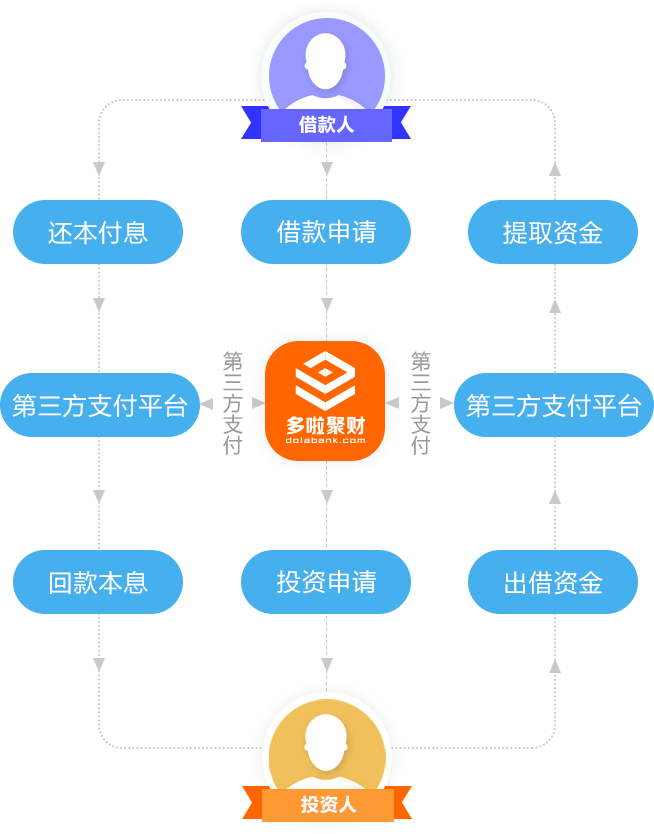 借款人
还本付息
借款申请
提取资金
第三方支付平台
第三方支付
多啦聚财
dolabank.com
第三方支付
第三方支付平台
回款本息
投资申请
出借资金
投资人